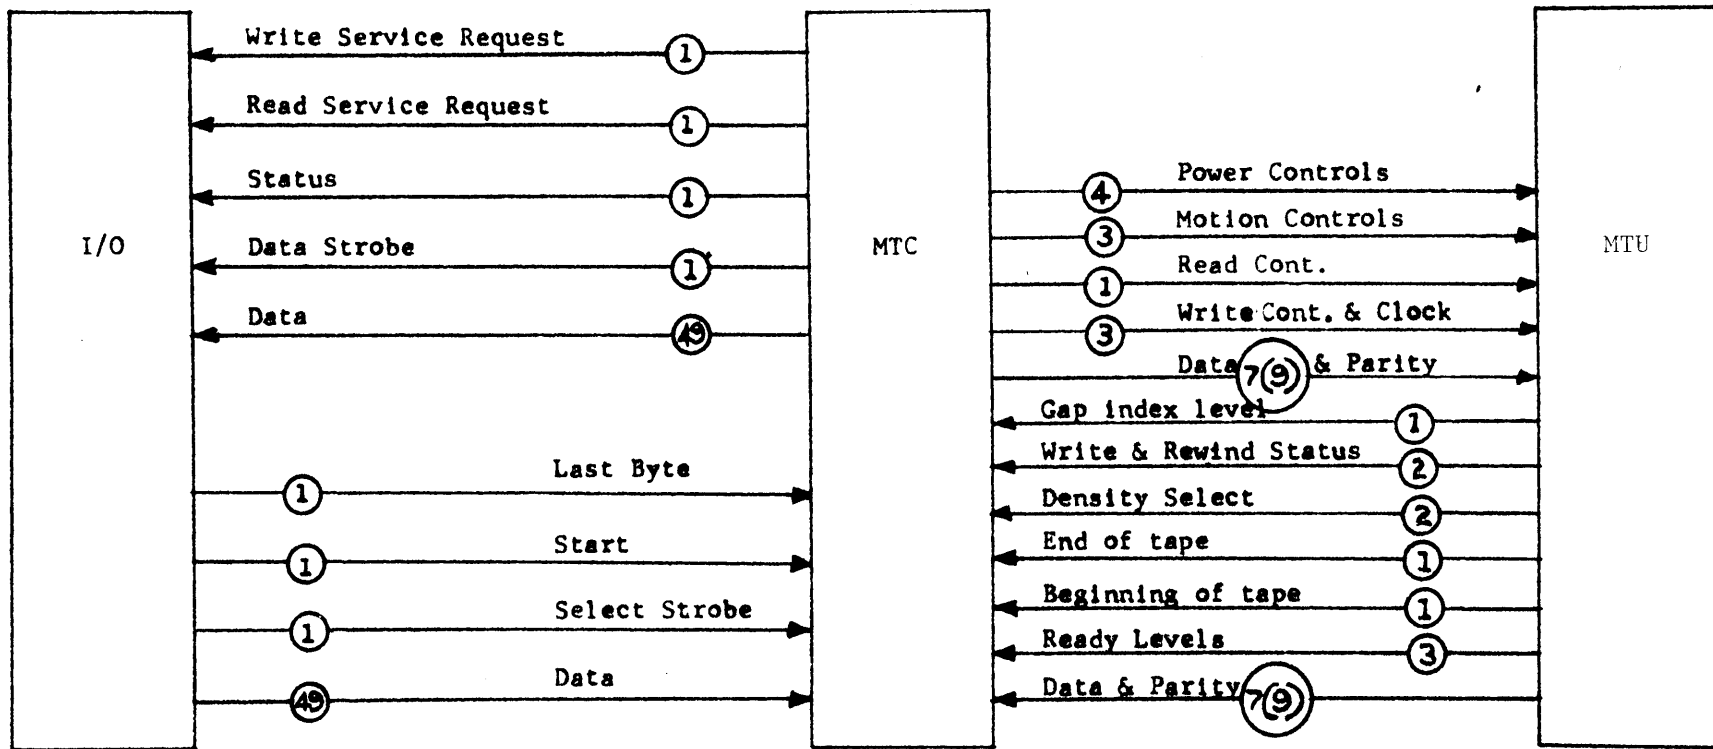 Write Service Request
1
Read Service Request
1
Status
1
I/O
Data Strobe
1
Data
49
Last Byte
1
Start
1
Select Strobe
1
Data
49
MTC
Power Controls
4
Motion Controls
3
Read Cont.
1
Write Cont. & Clock
3
Data 7(9) & Parity
Gap index level
1
Write & Rewind Status
2
Density Select
2
End of tape
1
Beginning of tape
1
Ready Levels
3
Data & Parity 7(9)
MTU